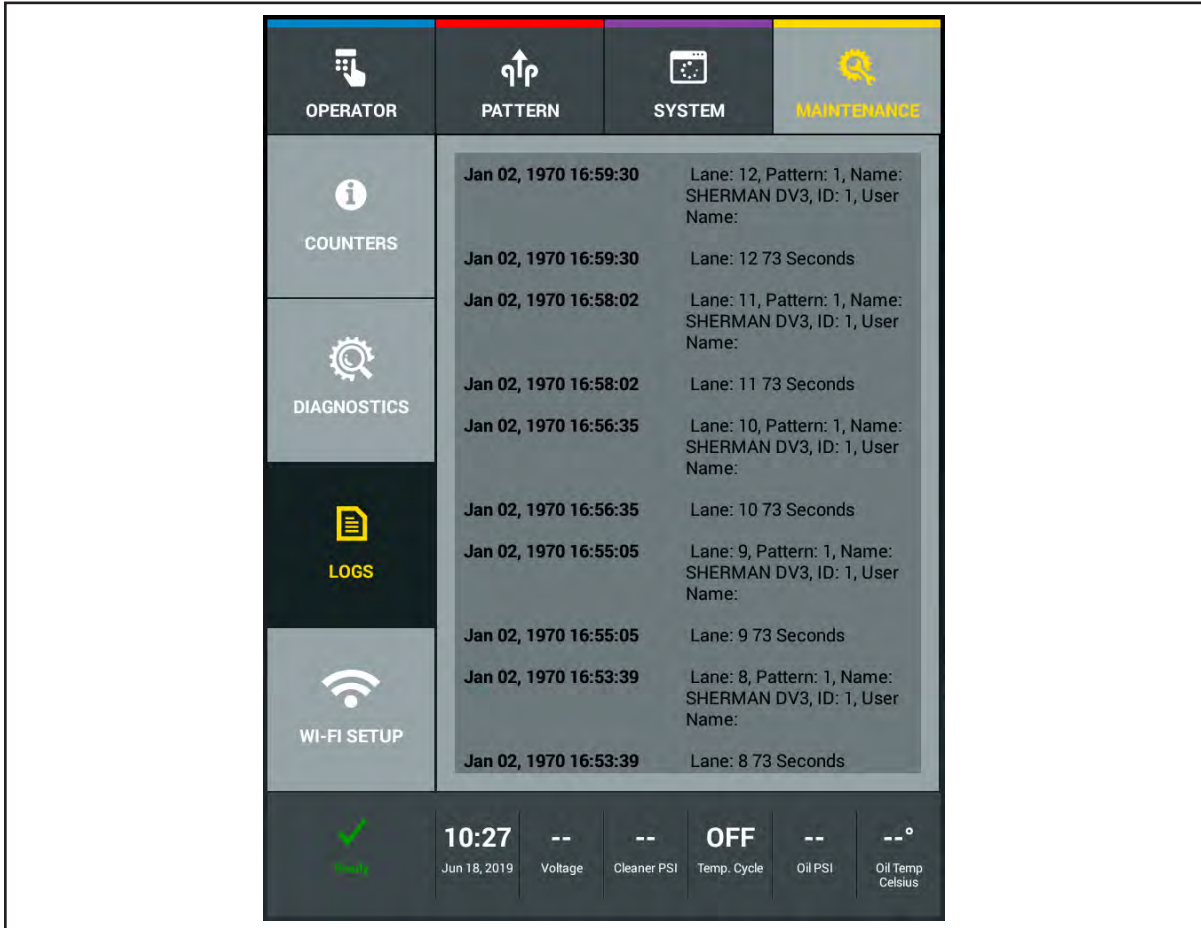 OPERATOR
PATTERN
SYSTEM
MAINTENANCE
COUNTERS
DIAGNOSTICS
LOGS
WI-FI SETUP
Jan 02, 1970 16:59:30 Lane: 12, Pattern: 1, Name:
SHERMAN DV3, ID: 1, User
Name:
Jan 02, 1970 16:59:30 Lane: 12 73 Seconds
Jan 02, 1970 16:58:02 Lane: 11, Pattern: 1, Name:
SHERMAN DV3, ID: 1, User
Name:
Jan 02, 1970 16:58:02 Lane: 11 73 Seconds
Jan 02, 1970 16:56:35 Lane: 10, Pattern: 1, Name:
SHERMAN DV3, ID: 1, User
Name:
Jan 02, 1970 16:56:35 Lane: 10 73 Seconds
Jan 02, 1970 16:55:05 Lane: 9, Pattern: 1, Name:
SHERMAN DV3, ID: 1, User
Name:
Jan 02, 1970 16:55:05 Lane: 9 73 Seconds
Jan 02, 1970 16:53:39 Lane: 8, Pattern: 1, Name:
SHERMAN DV3, ID: 1, User
Name:
Jan 02, 1970 16:53:39 Lane: 8 73 Seconds
Ready
10:27
Jun 18, 2019
--
Voltage
--
Cleaner PSI
OFF
Temp. Cycle
--
Oil PSI
--°
Oil Temp
Celsius